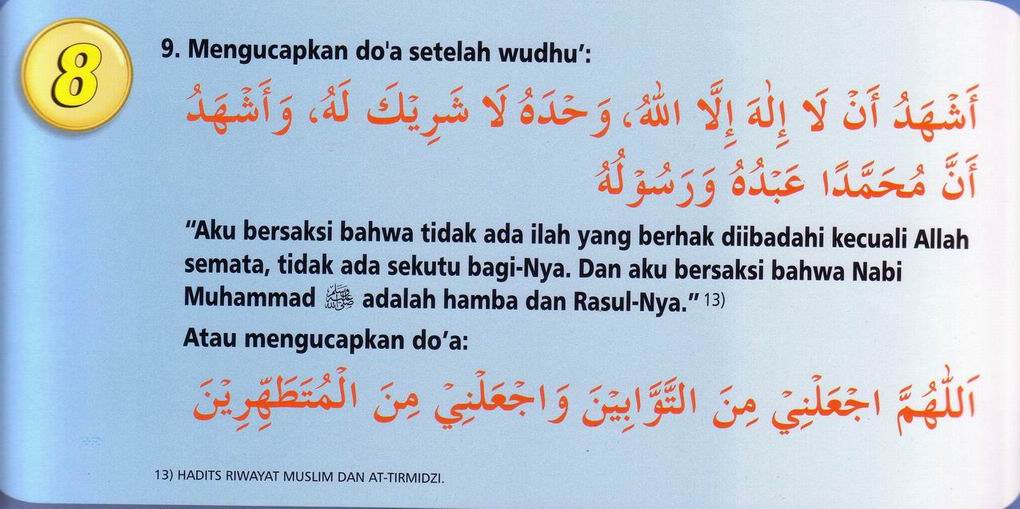 8
9. Mengucapkan do'a setelah wudhu’:
أَشْهَدُ أَنْ لَا إِلٰهَ إِلَّا اللهُ، وَحْدَهُ لَا شَرِيْكَ لَهُ، وَأَشْهَدُ
أَنَّ مُحَمَّدًا عَبْدُهُ وَرَسُوْلُهُ
“Aku bersaksi bahwa tidak ada ilah yang berhak diibadahi kecuali Allah
semata, tidak ada sekutu bagi-Nya. Dan aku bersaksi bahwa Nabi
Muhammad ﷺ adalah hamba dan Rasul-Nya.” 13)
Atau mengucapkan do’a:
اَللّٰهُمَّ اجْعَلْنِيْ مِنَ التَّوَّابِيْنَ وَاجْعَلْنِيْ مِنَ الْمُتَطَهِّرِيْنَ
13) HADITS RIWAYAT MUSLIM DAN AT-TIRMIDZI.